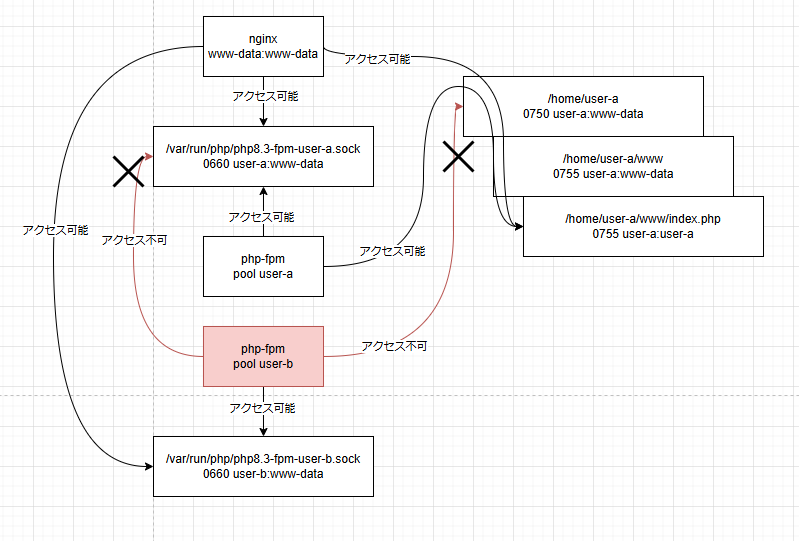 nginx
www-data:www-data
アクセス可能
アクセス可能
/home/user-a
0750 user-a:www-data
/var/run/php/php8.3-fpm-user-a.sock
0660 user-a:www-data
/home/user-a/www
0755 user-a:www-data
アクセス可能
/home/user-a/www/index.php
0755 user-a:user-a
アクセス可能
アクセス不可
アクセス可能
php-fpm
pool user-a
php-fpm
pool user-b
アクセス不可
アクセス可能
/var/run/php/php8.3-fpm-user-b.sock
0660 user-b:www-data